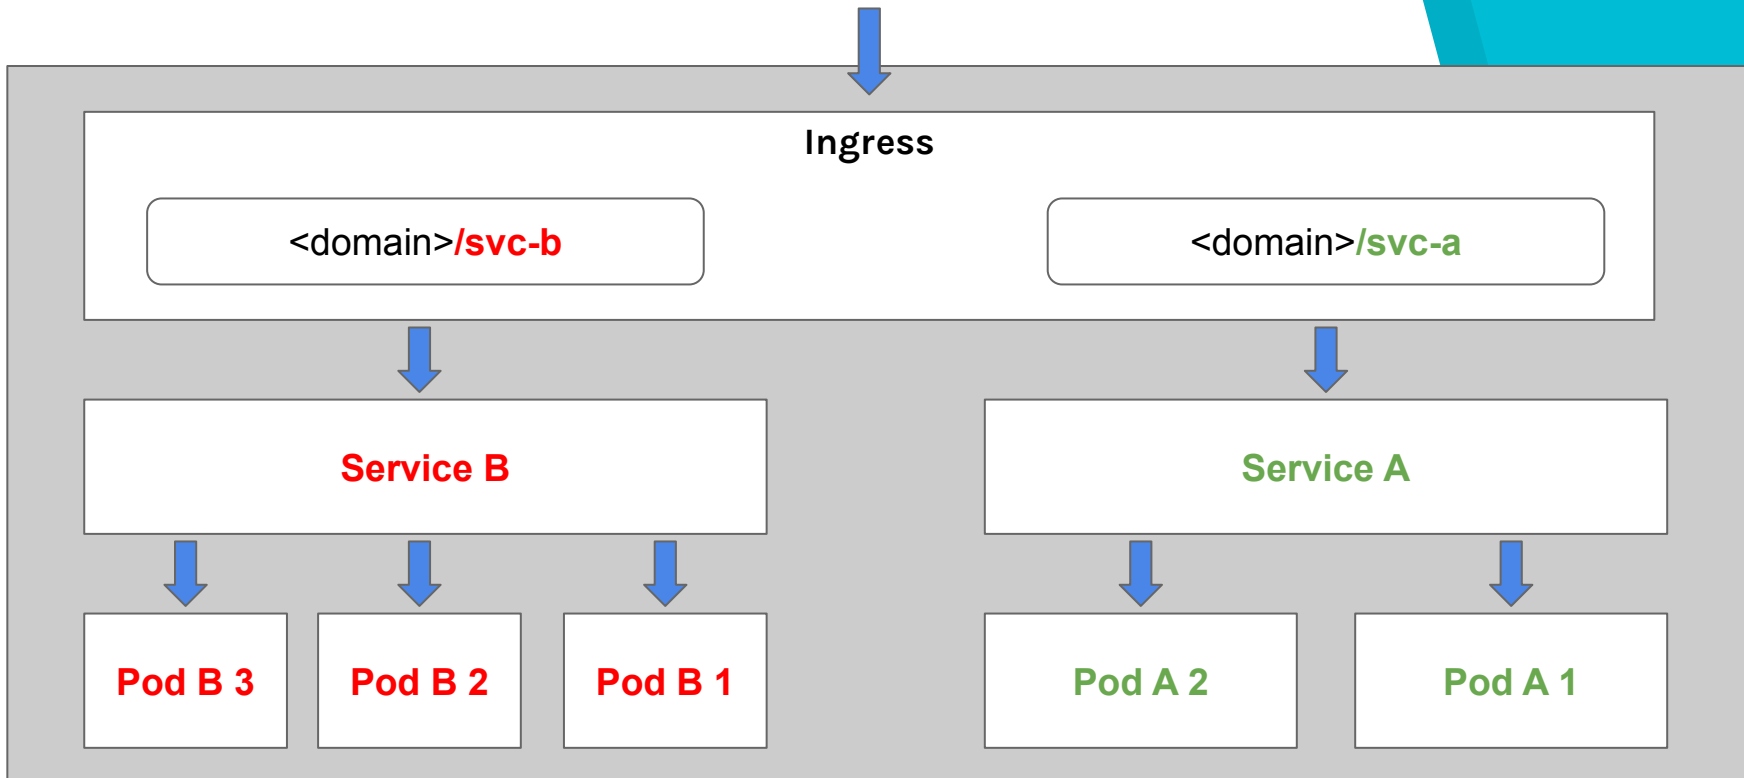 Ingress
<domain>/svc-b
<domain>/svc-a
Service B
Service A
Pod B 3
Pod B 2
Pod B 1
Pod A 2
Pod A 1